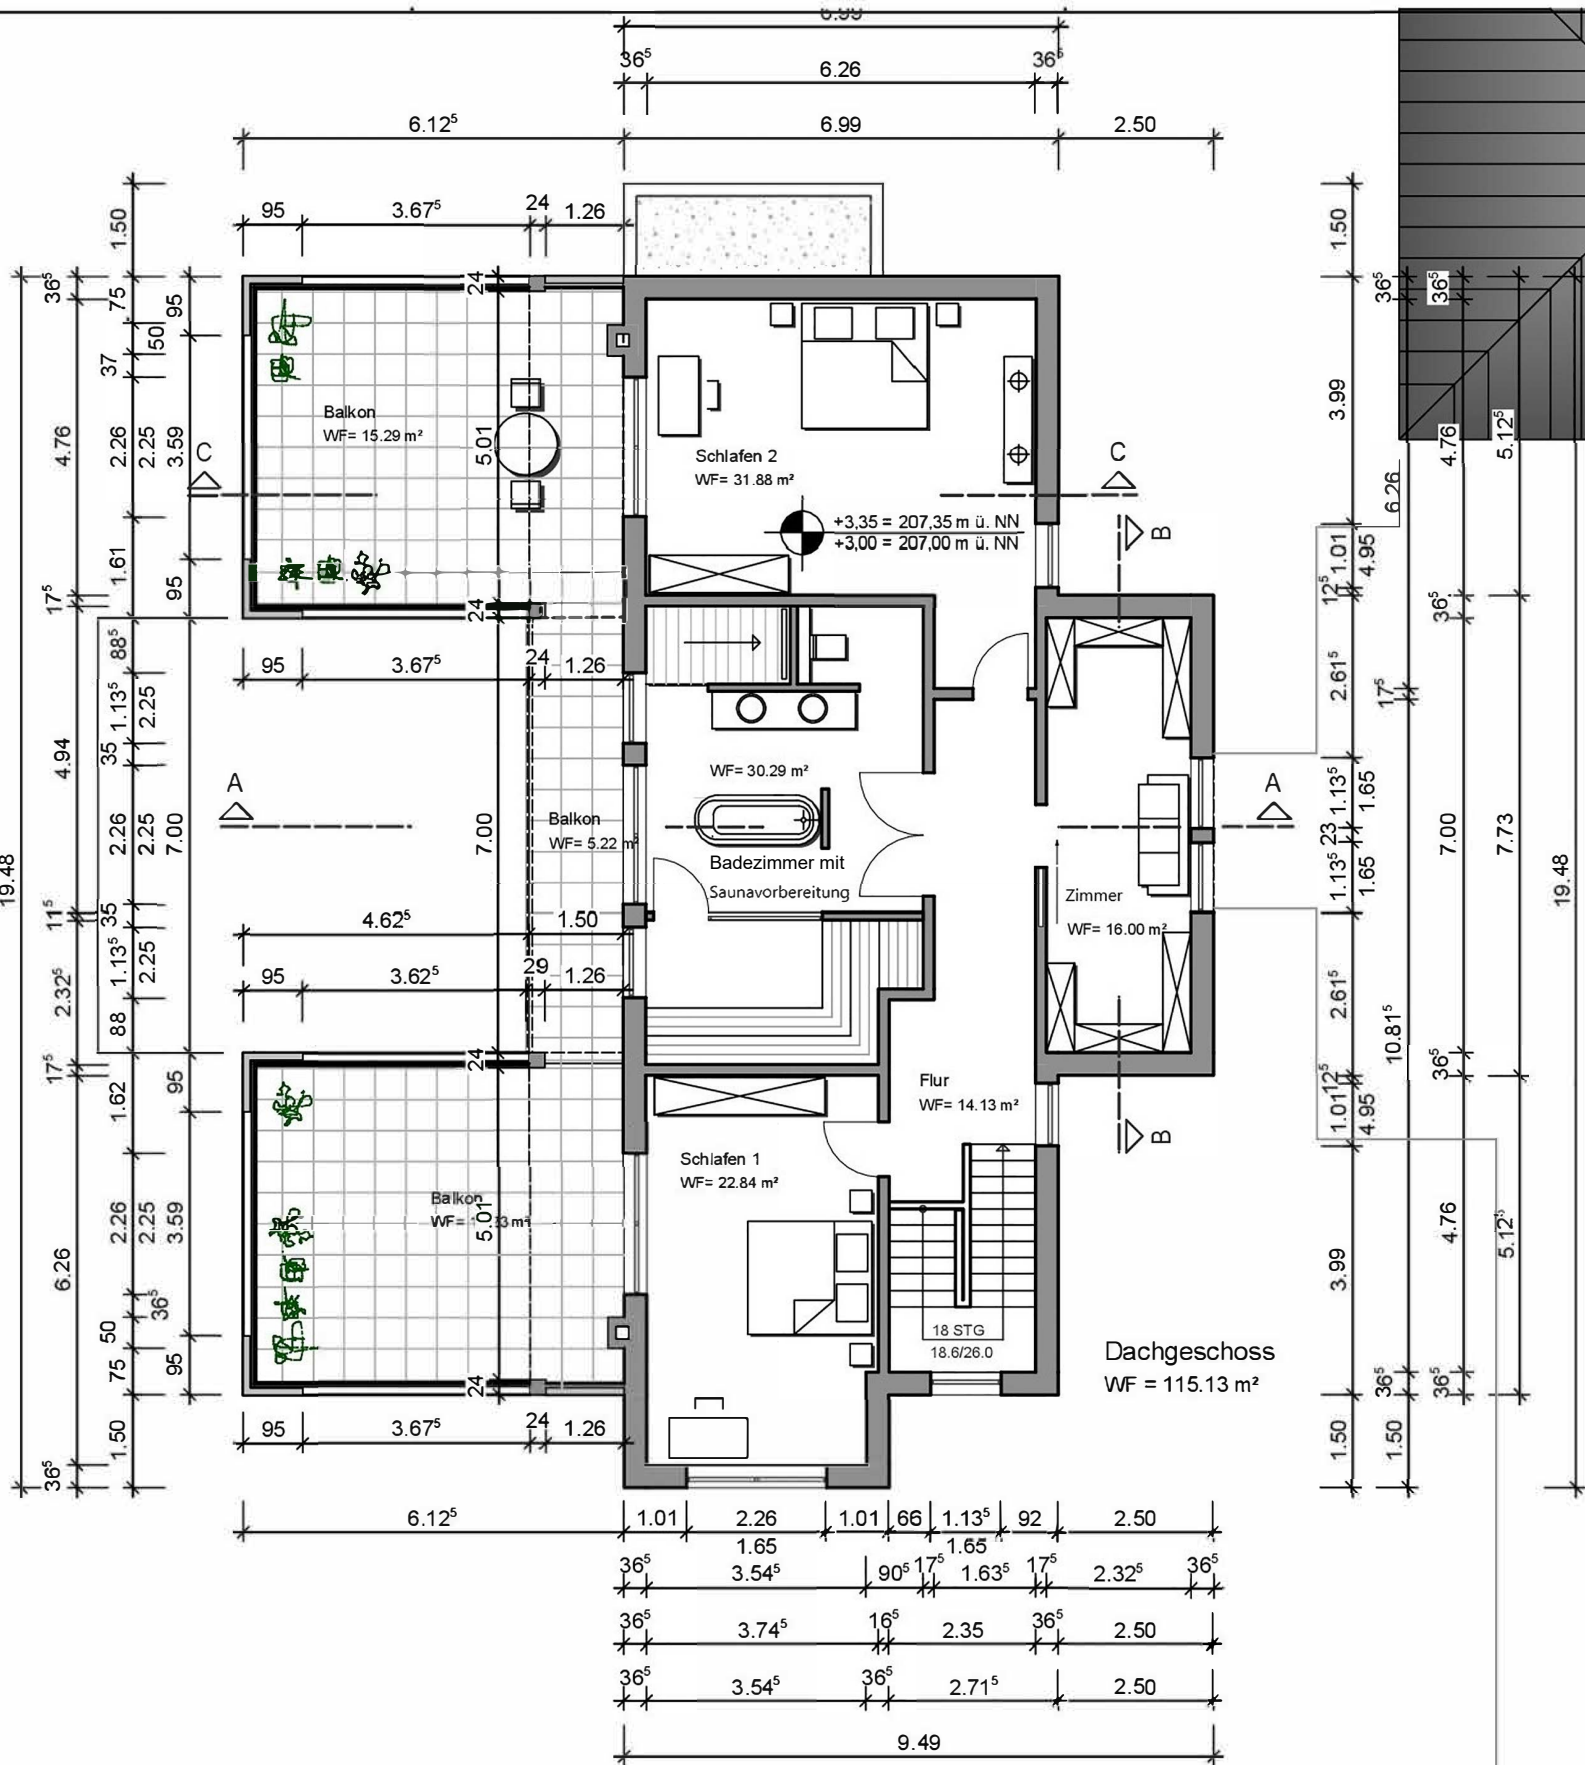 6.99
36⁵ 6.26 36⁵
6.12⁵ 6.99 2.50
95 3.67⁵ 24 1.26
1.50
1.50
36⁵ 75 95 24
50
37
36⁵ 36⁵
Balkon
WF= 15.29 m²
4.76 2.26 2.25 3.59
5.01
3.99
4.76 5.12⁵
C
C
Schlafen 2
WF= 31.88 m²
6.26
+3,35 = 207,35 m ü. NN
+3,00 = 207,00 m ü. NN
B
1.01
4.95
12⁵
1.61 95
17⁵ 24
36⁵
88⁵
95 3.67⁵ 24 1.26
1.13⁵ 2.25
2.61⁵
17⁵
35
4.94
WF= 30.29 m²
A
A
2.26 2.25 7.00
7.00
Balkon
WF= 5.22 m²
1.13⁵ 1.65
23
7.00 7.73
1.13⁵ 1.65
19.48
19.48
Badezimmer mit
Saunavorbereitung
Zimmer
WF= 16.00 m²
11⁵ 35
4.62⁵ 1.50
1.13⁵ 2.25
95 3.62⁵ 29 1.26
2.32⁵
88
2.61⁵
10.81⁵
17⁵ 24
36⁵
12⁵
1.62 95
Flur
WF= 14.13 m²
1.01
4.95
B
Schlafen 1
WF= 22.84 m²
Balkon
5.01
2.26 2.25 3.59
4.76 5.12⁵
6.26
3.99
36⁵
50
75 95 24
18 STG
18.6/26.0
Dachgeschoss
WF = 115.13 m²
36⁵ 36⁵
95 3.67⁵ 24 1.26
1.50
1.50 1.50
36⁵
6.12⁵ 1.01 2.26 1.01 66 1.13⁵ 92 2.50
1.65 1.65
36⁵ 3.54⁵ 90⁵ 17⁵ 1.63⁵ 17⁵ 2.32⁵ 36⁵
36⁵ 3.74⁵ 16⁵ 2.35 36⁵ 2.50
36⁵ 3.54⁵ 36⁵ 2.71⁵ 2.50
9.49